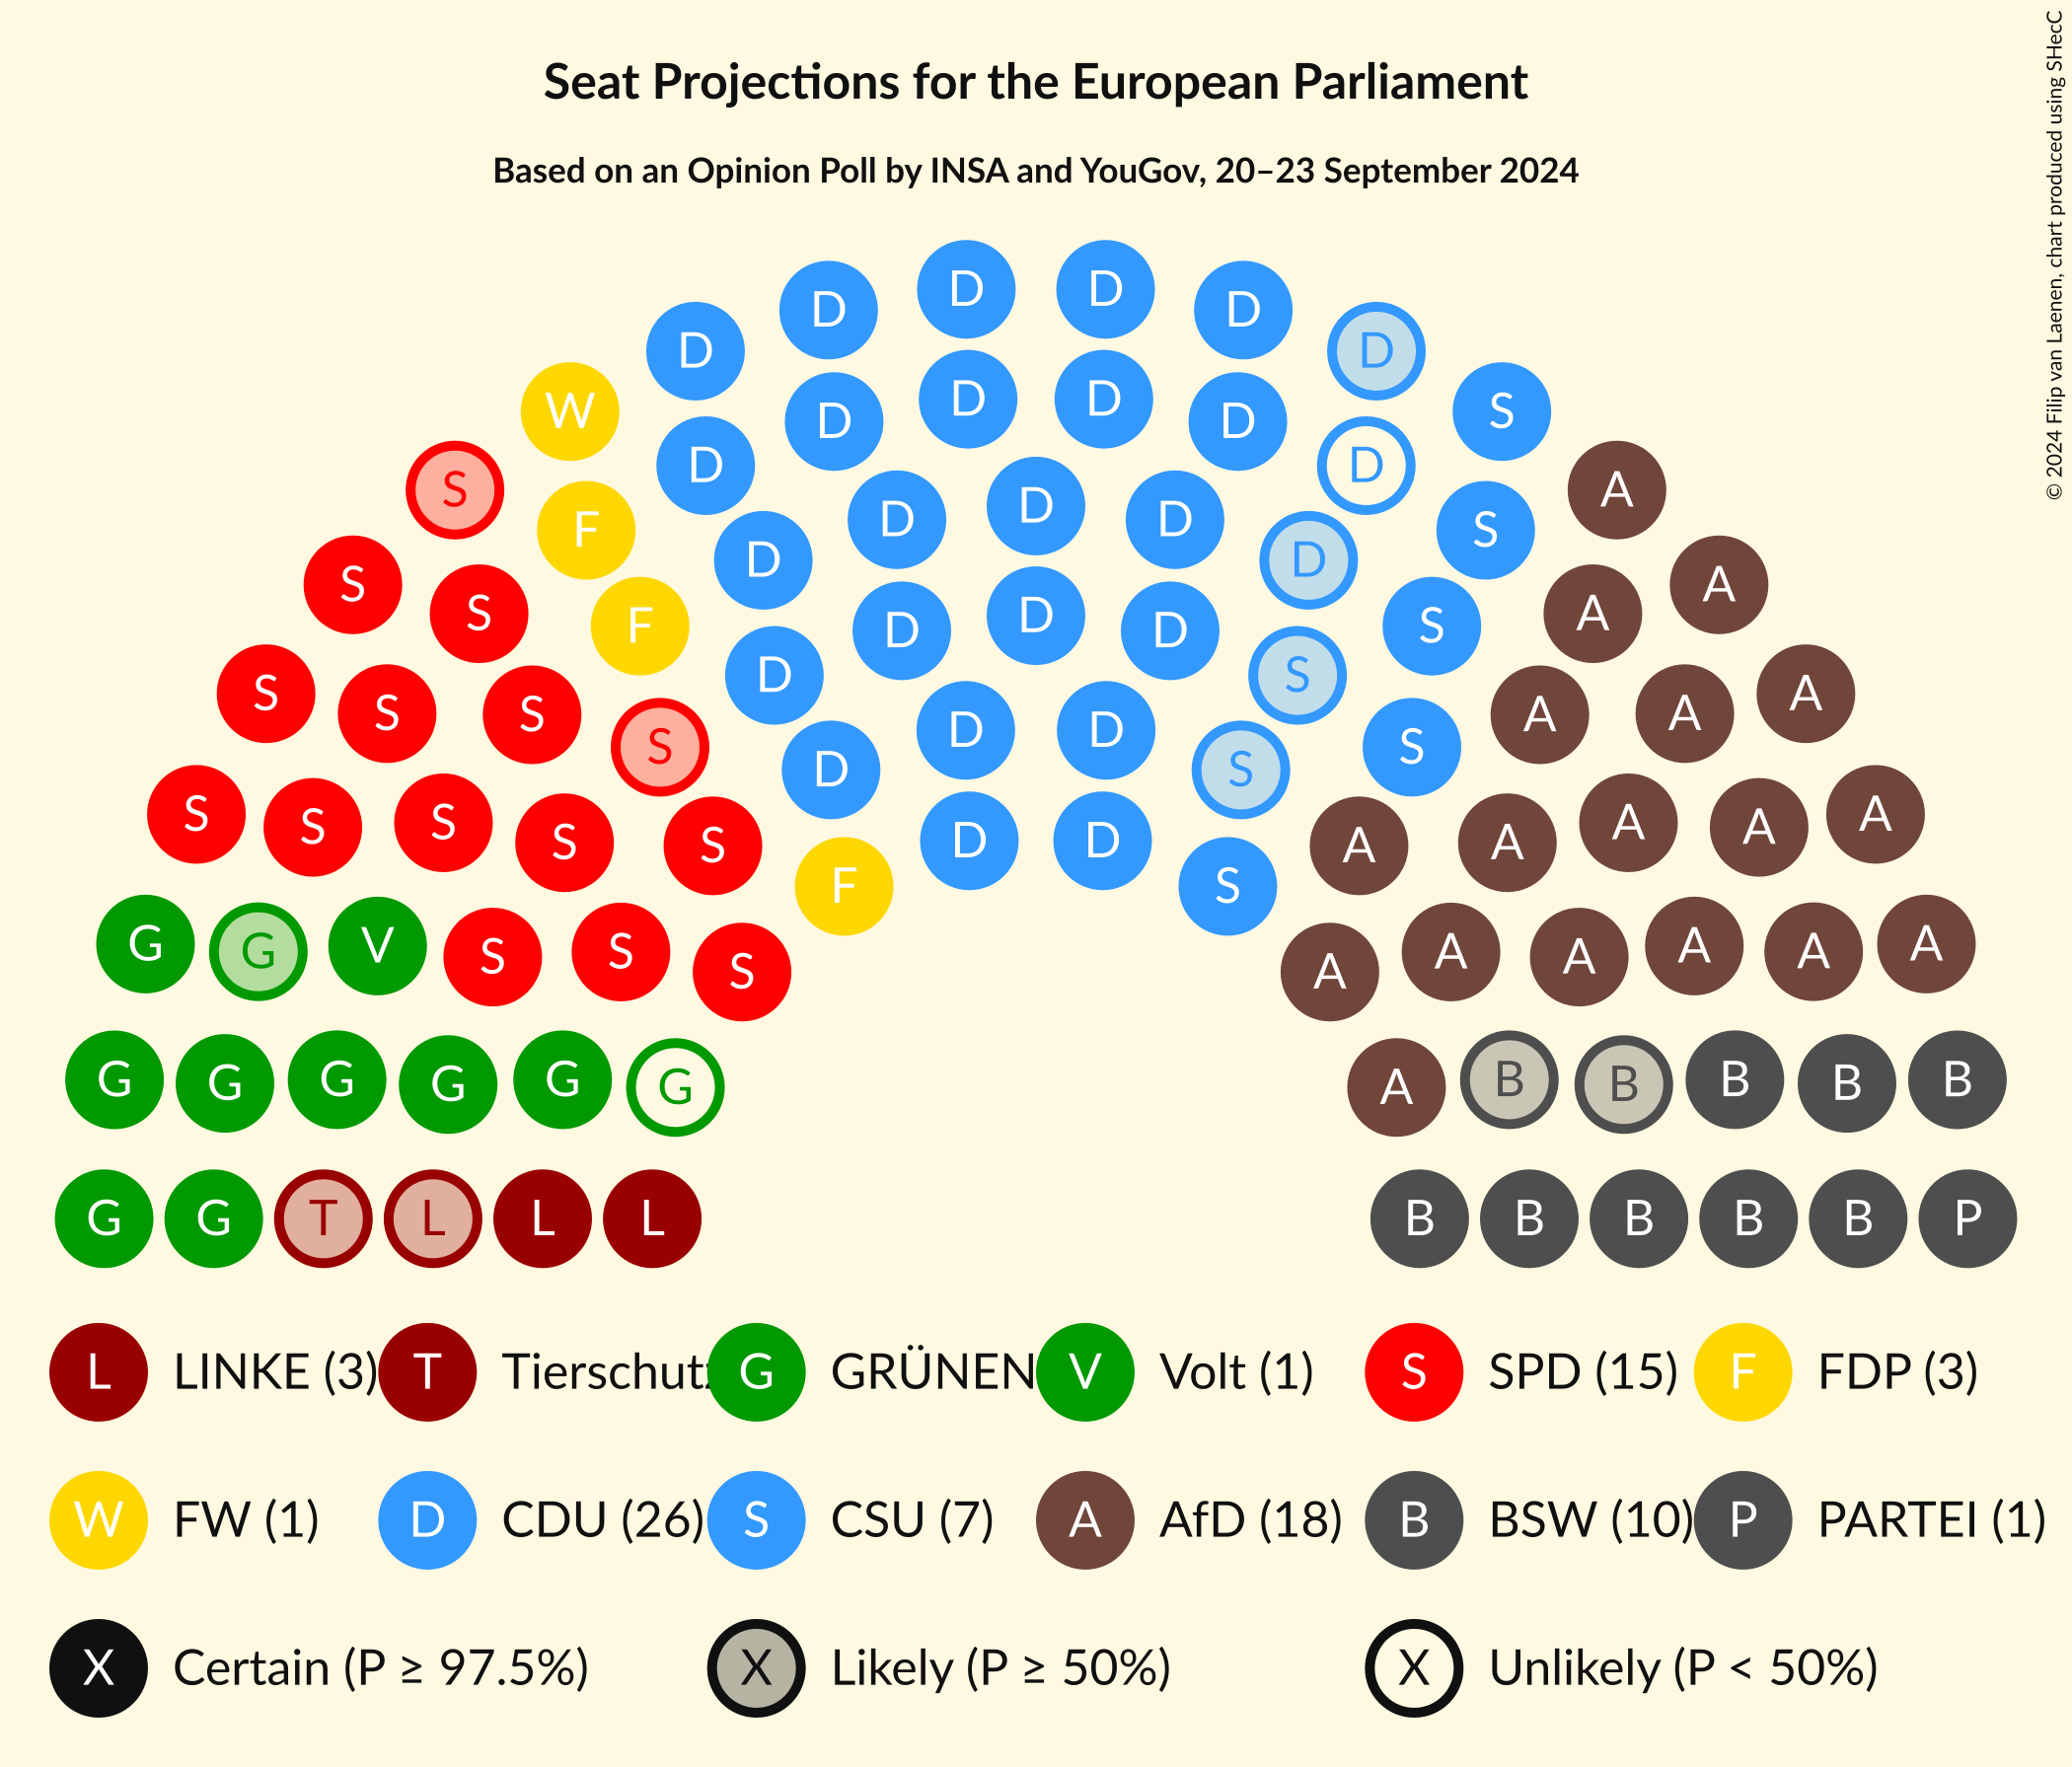 Seat Projections for the European Parliament
Based on an Opinion Poll by INSA and YouGov, 20–23 September 2024
© 2024 Filip van Laenen, chart produced using SHecC
D D
D D
D D
D D
W S
D D
D D
S A
D
D D
F S
D D
S A
S A
D
F S
D D
D S
S A
S S A A
D D
S S
D S
S A
S S A A
S D D A
S A
F S
G G V S S A A A A A
S A
G G G G G G A B B B B B
G G T L L L B B B B B P
L LINKE (3) T Tierschutz G GRÜNEN V Volt (1) S SPD (15) F FDP (3)
W FW (1) D CDU (26) S CSU (7) A AfD (18) B BSW (10) P PARTEI (1)
X Certain (P ≥ 97.5%) X Likely (P ≥ 50%) X Unlikely (P < 50%)